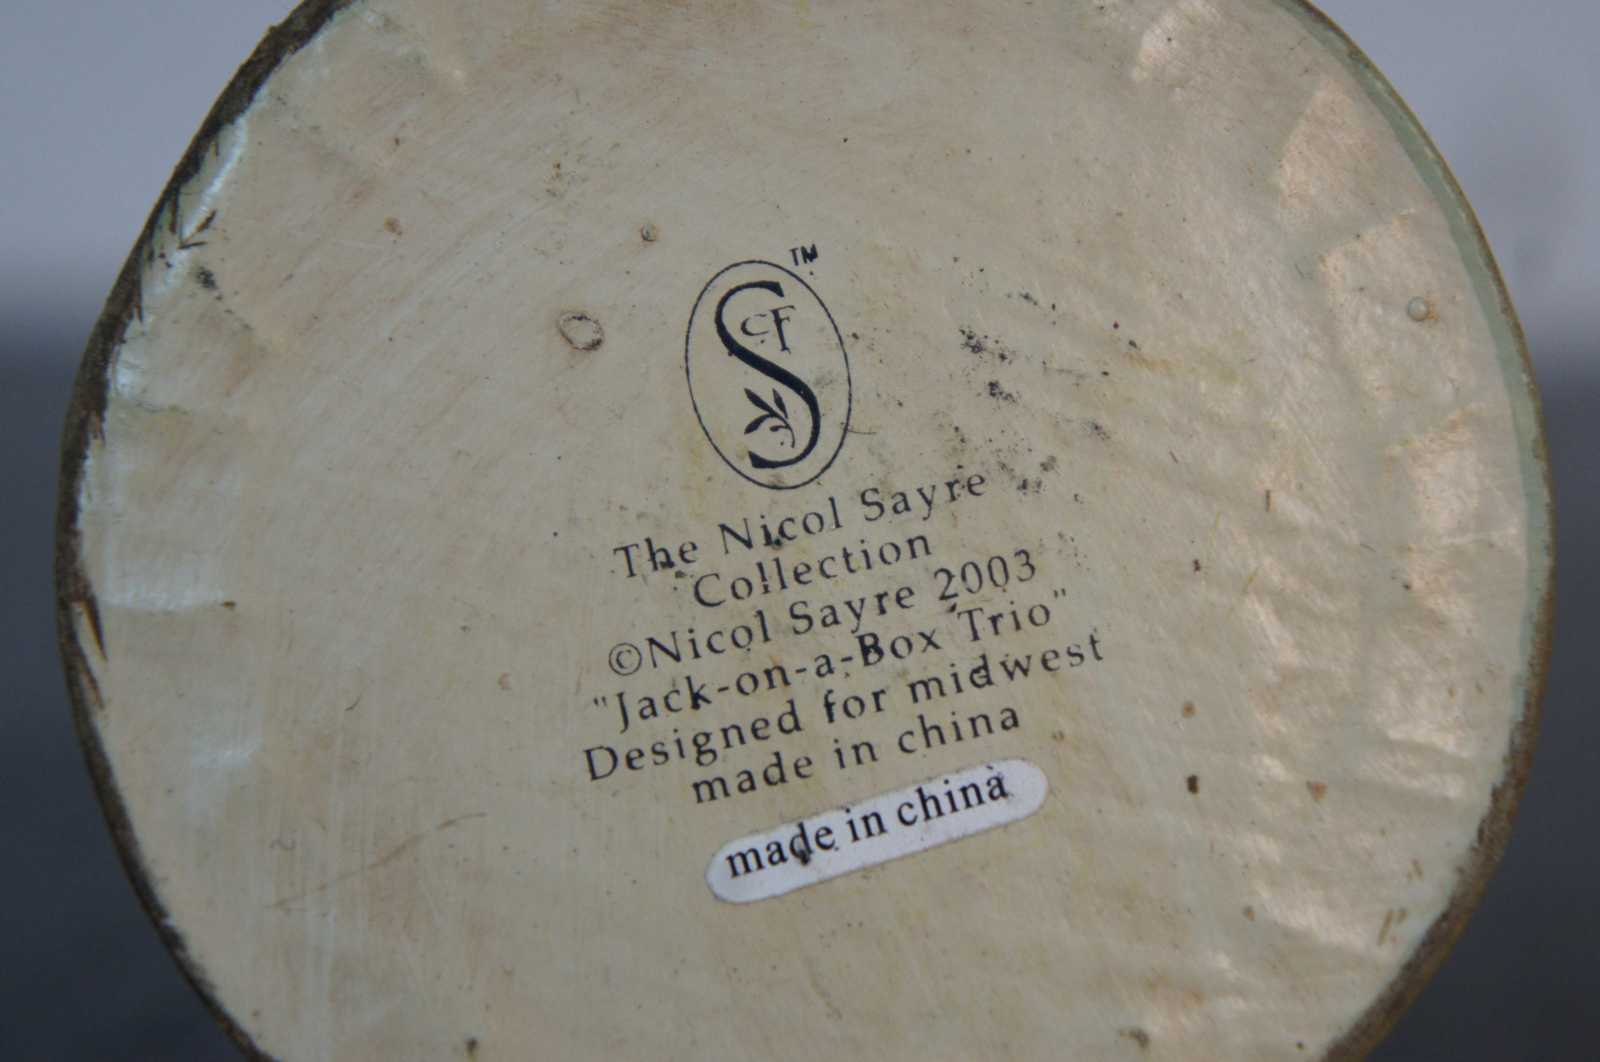 TM
S CF
The Nicol Sayre
Collection
©Nicol Sayre 2003
"Jack-on-a-Box Trio"
Designed for midwest
made in china
made in china